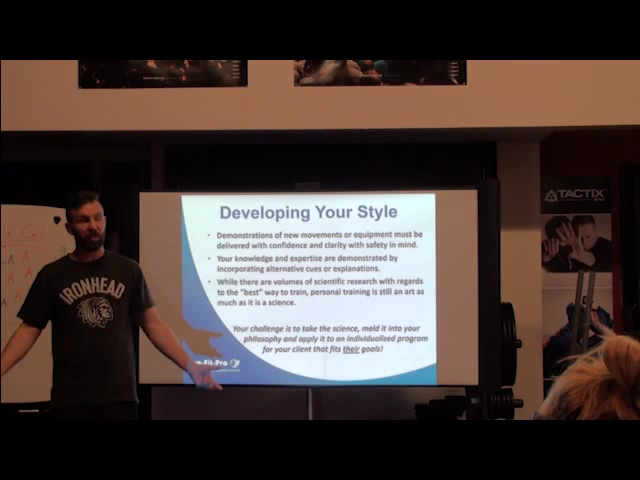 Developing Your Style
• Demonstrations of new movements or equipment must be
delivered with confidence and clarity with safety in mind.
• Your knowledge and expertise are demonstrated by
incorporating alternative cues or explanations.
• While there are volumes of scientific research with regards
to the "best" way to train, personal training is still an art as
much as it is a science.
Your challenge is to take the science, meld it into your
philosophy and apply it to an individualized program
for your client that fits their goals!
-Fit-Pro
IRONHEAD
TACTIX